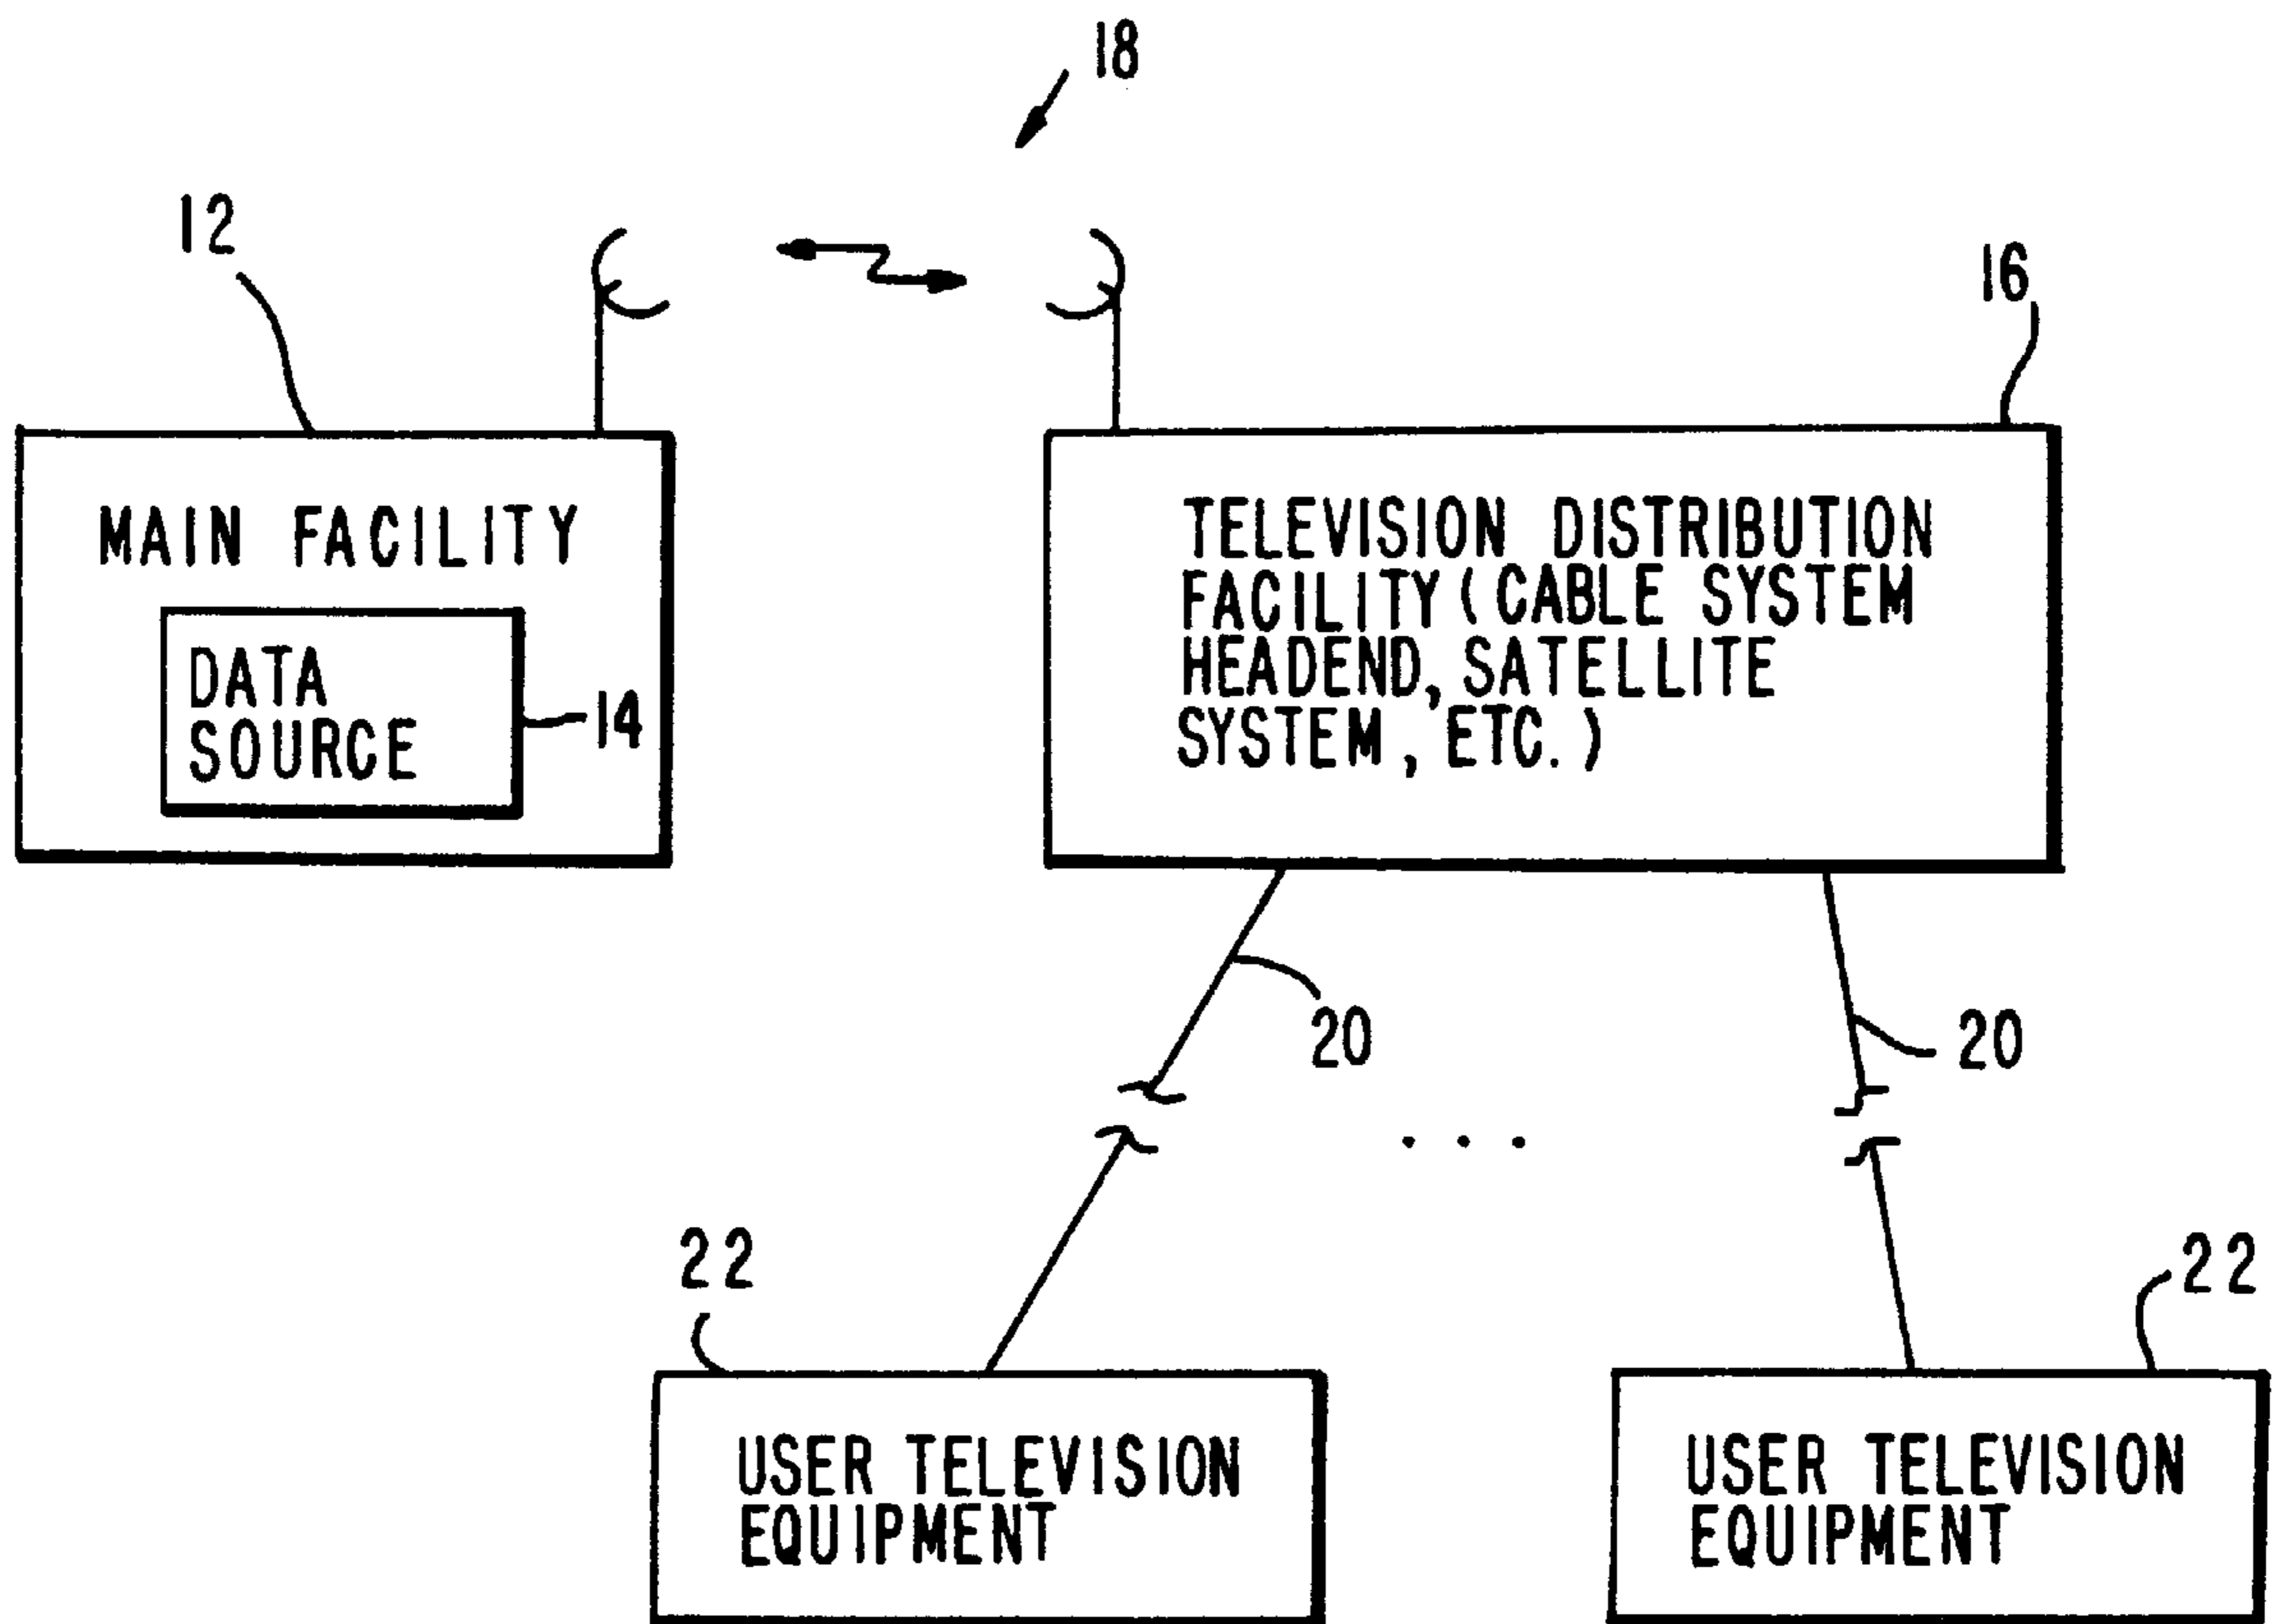 18
12
16
MAIN FACILITY
DATA
SOURCE
14
TELEVISION DISTRIBUTION
FACILITY (CABLE SYSTEM
HEADEND, SATELLITE
SYSTEM, ETC.)
20
20
. . .
22
22
USER TELEVISION
EQUIPMENT
USER TELEVISION
EQUIPMENT